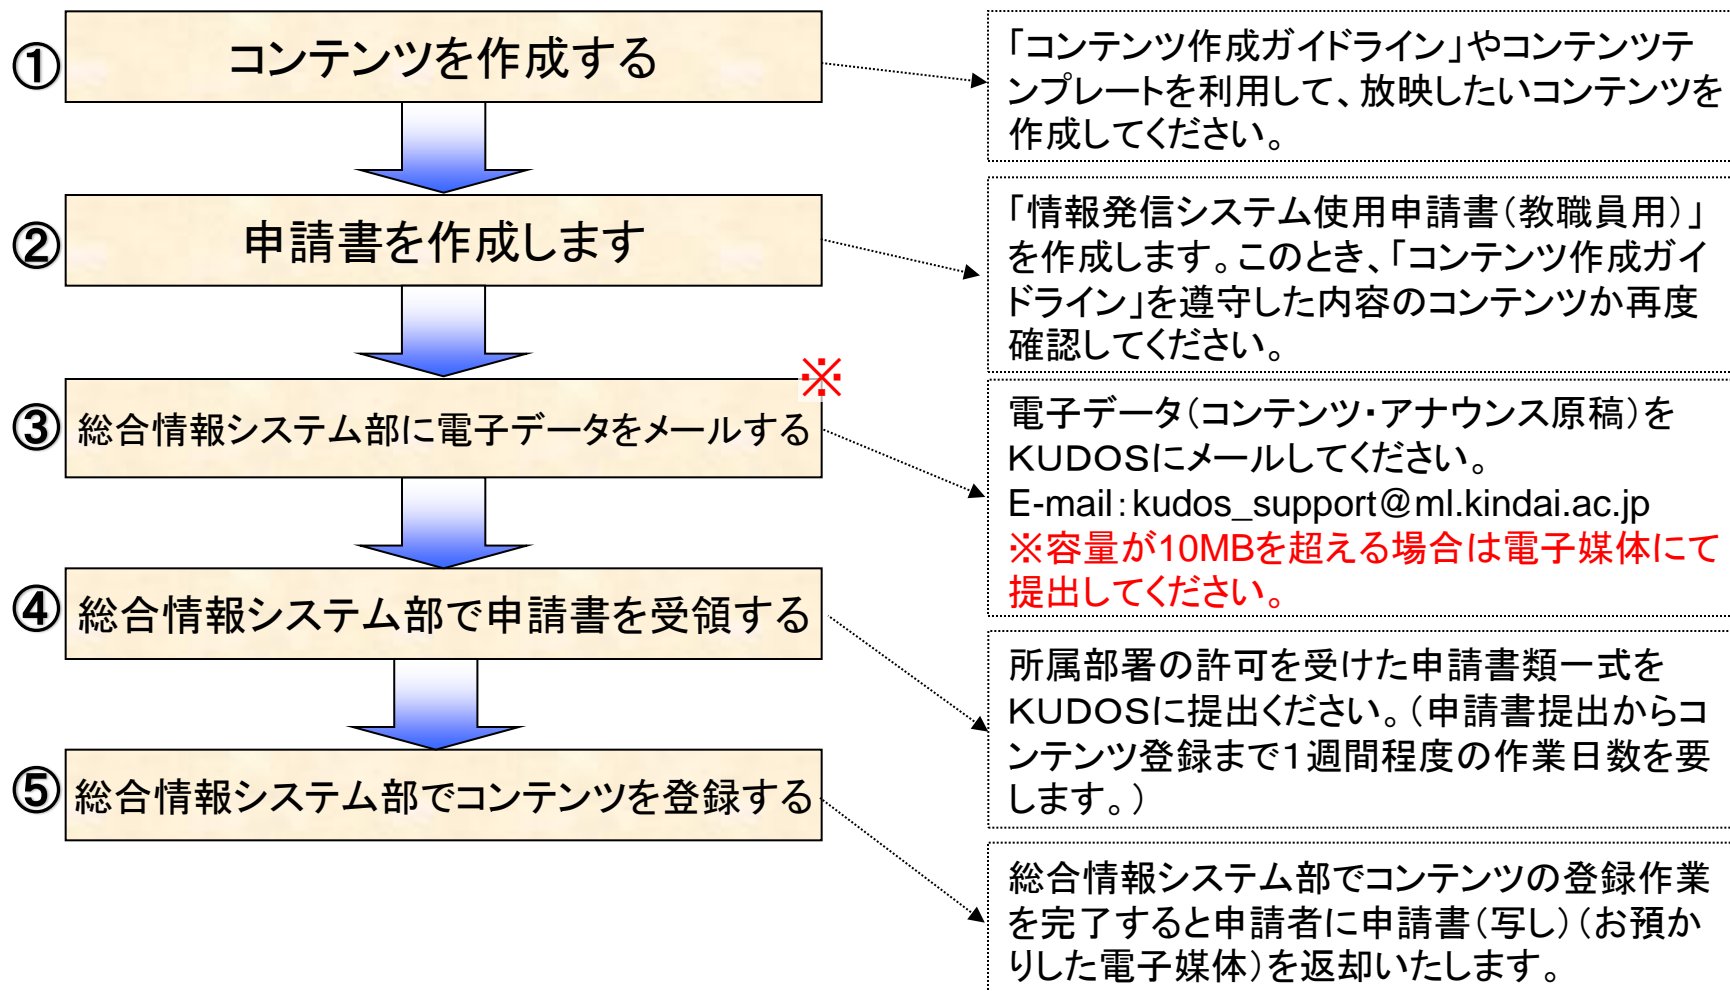 ①
コンテンツを作成する
「コンテンツ作成ガイドライン」やコンテンツテ
ンプレートを利用して、放映したいコンテンツを
作成してください。
②
申請書を作成します
「情報発信システム使用申請書（教職員用）」
を作成します。このとき、「コンテンツ作成ガイ
ドライン」を遵守した内容のコンテンツか再度
確認してください。
※
③
総合情報システム部に電子データをメールする
電子データ（コンテンツ・アナウンス原稿）を
ＫＵＤＯＳにメールしてください。
E-mail：kudos_support@ml.kindai.ac.jp
※容量が10MBを超える場合は電子媒体にて
提出してください。
④
総合情報システム部で申請書を受領する
所属部署の許可を受けた申請書類一式を
ＫＵＤＯＳに提出ください。（申請書提出からコ
ンテンツ登録まで１週間程度の作業日数を要
します。）
⑤
総合情報システム部でコンテンツを登録する
総合情報システム部でコンテンツの登録作業
を完了すると申請者に申請書（写し）（お預か
りした電子媒体）を返却いたします。